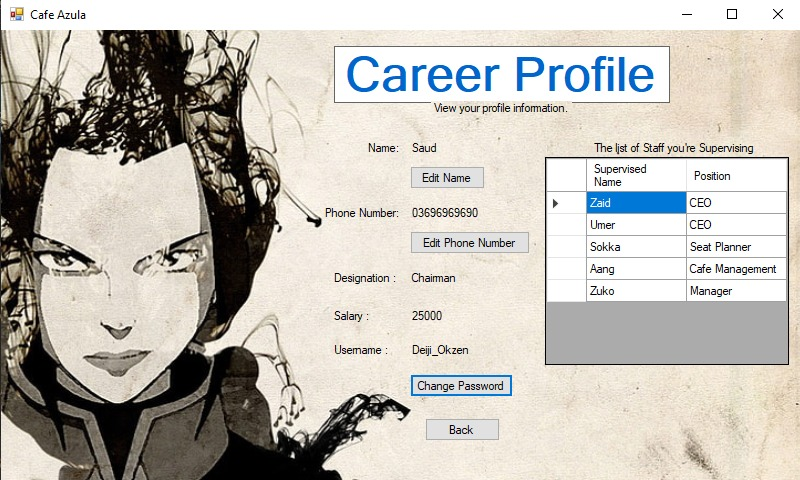 Cafe Azula
Career Profile
View your profile information.
Name: Saud
Edit Name
Phone Number: 03696969690
Edit Phone Number
Designation : Chairman
Salary : 25000
Username : Deiji_Okzen
Change Password
Back
The list of Staff you're Supervising
Supervised Name Position
Zaid CEO
Umer CEO
Sokka Seat Planner
Aang Cafe Management
Zuko Manager